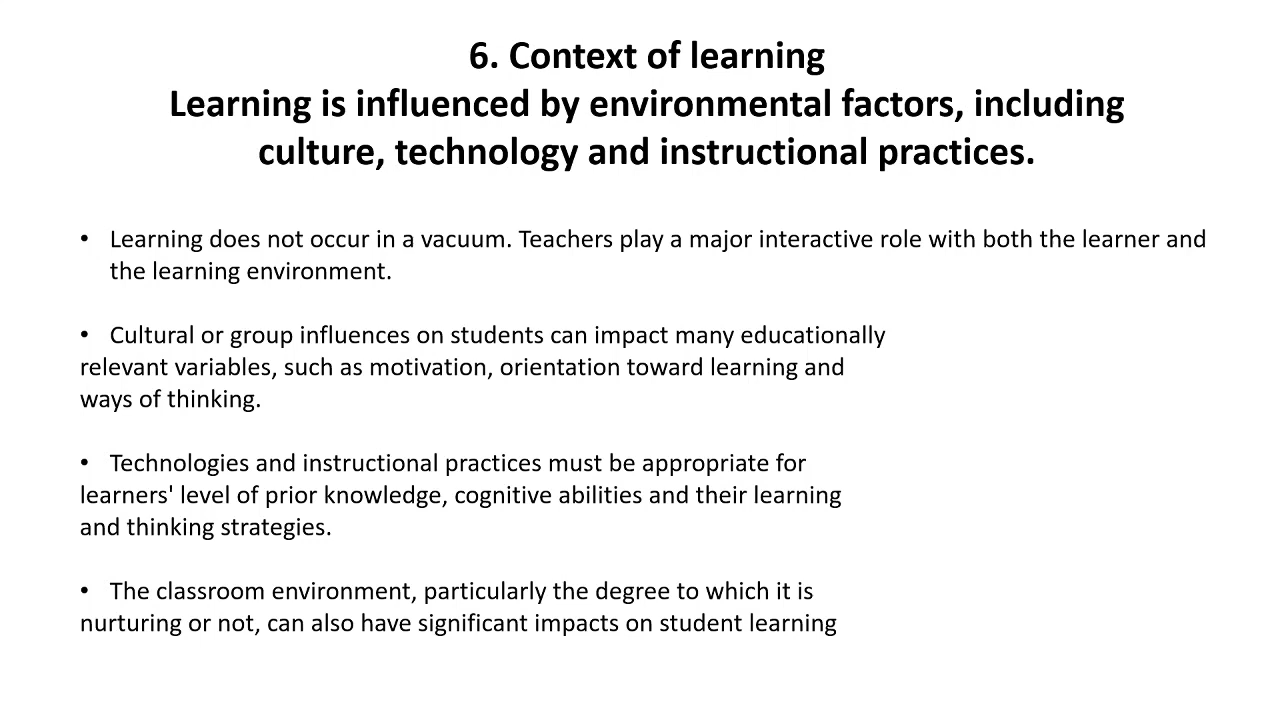 6. Context of learning
Learning is influenced by environmental factors, including
culture, technology and instructional practices.
• Learning does not occur in a vacuum. Teachers play a major interactive role with both the learner and
the learning environment.
• Cultural or group influences on students can impact many educationally
relevant variables, such as motivation, orientation toward learning and
ways of thinking.
• Technologies and instructional practices must be appropriate for
learners' level of prior knowledge, cognitive abilities and their learning
and thinking strategies.
• The classroom environment, particularly the degree to which it is
nurturing or not, can also have significant impacts on student learning